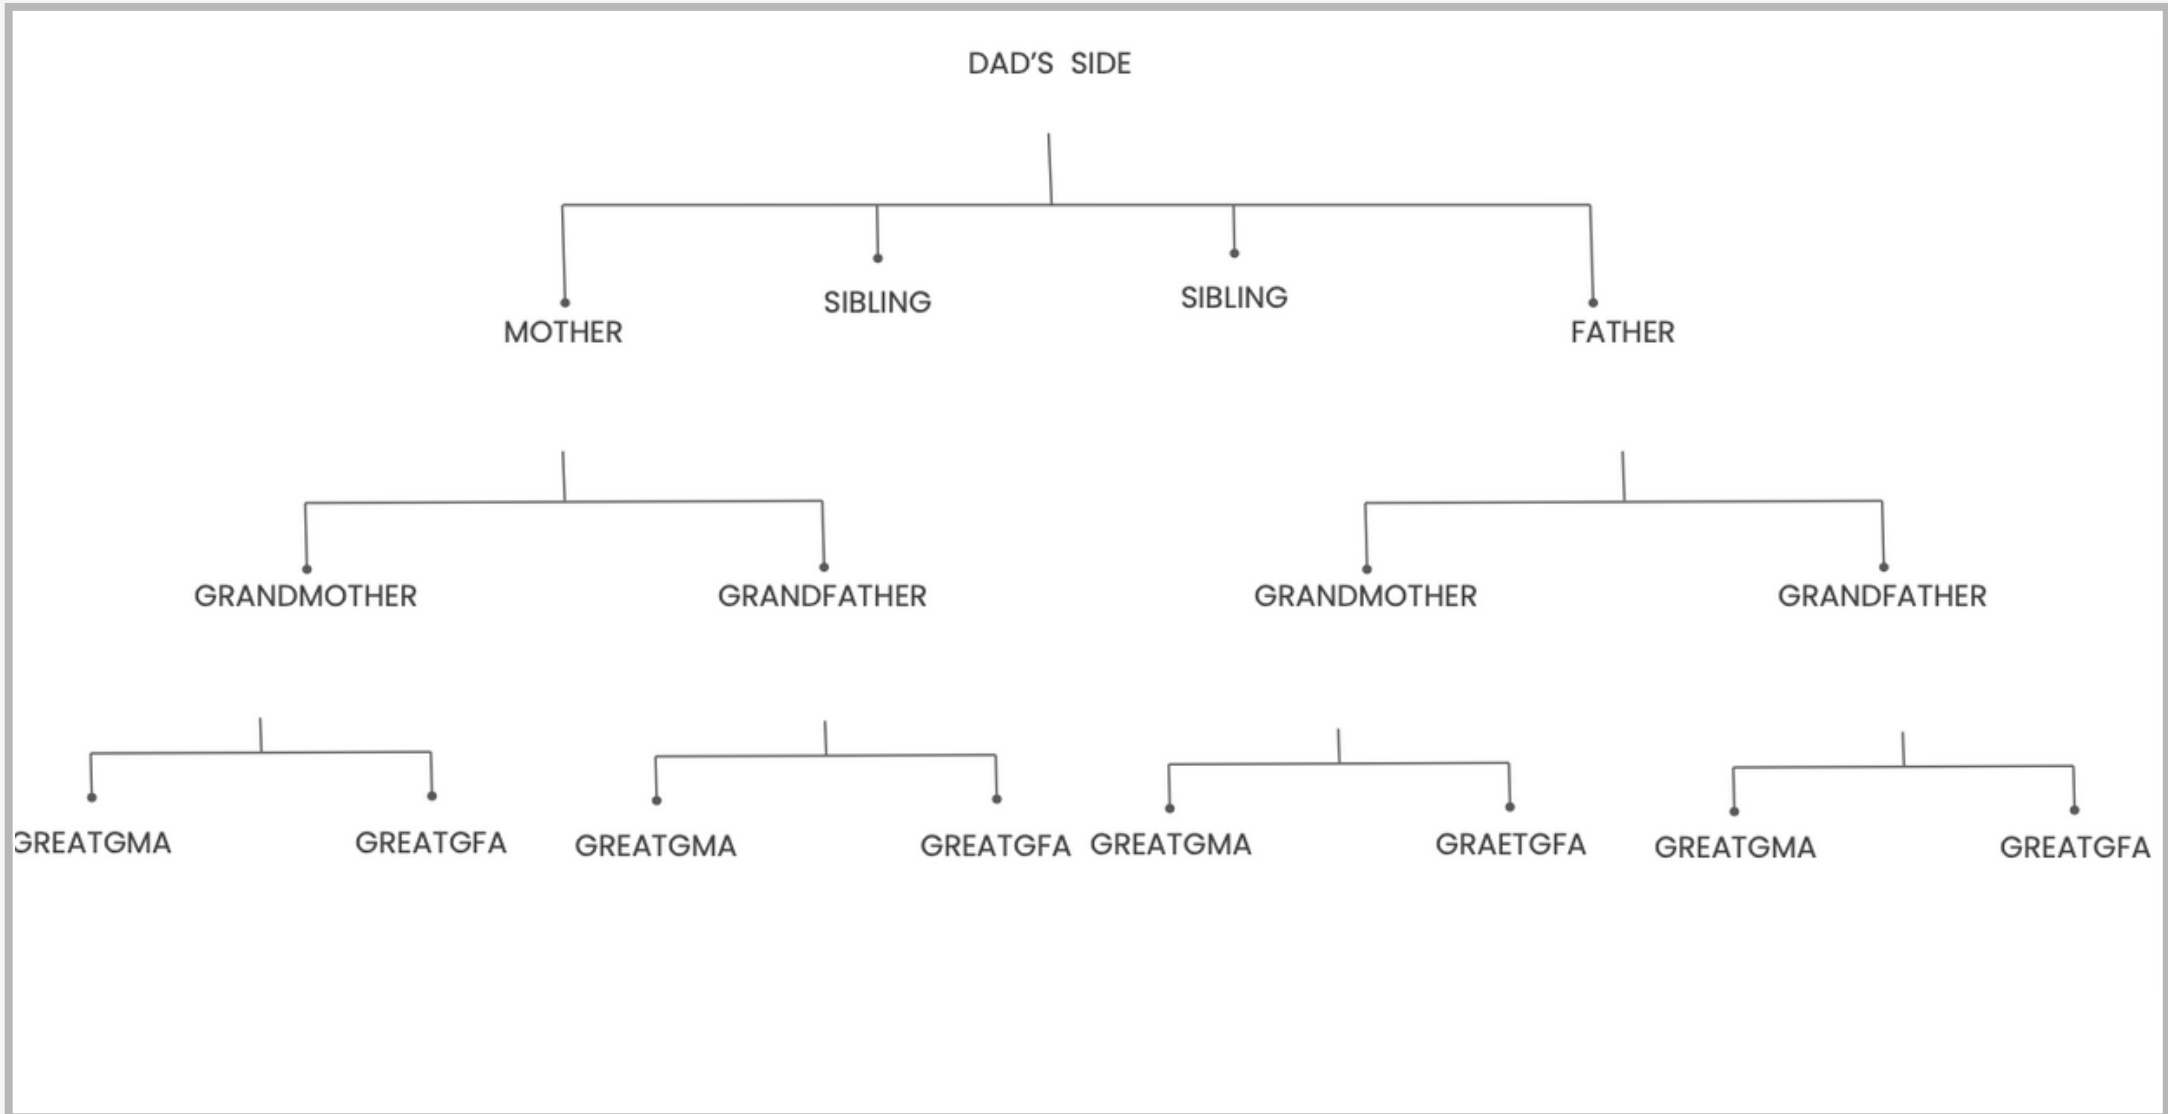 DAD'S SIDE
MOTHER
SIBLING
SIBLING
FATHER
GRANDMOTHER
GRANDFATHER
GRANDMOTHER
GRANDFATHER
GREATGMA
GREATGFA
GREATGMA
GREATGFA
GREATGMA
GRAETGFA
GREATGMA
GREATGFA